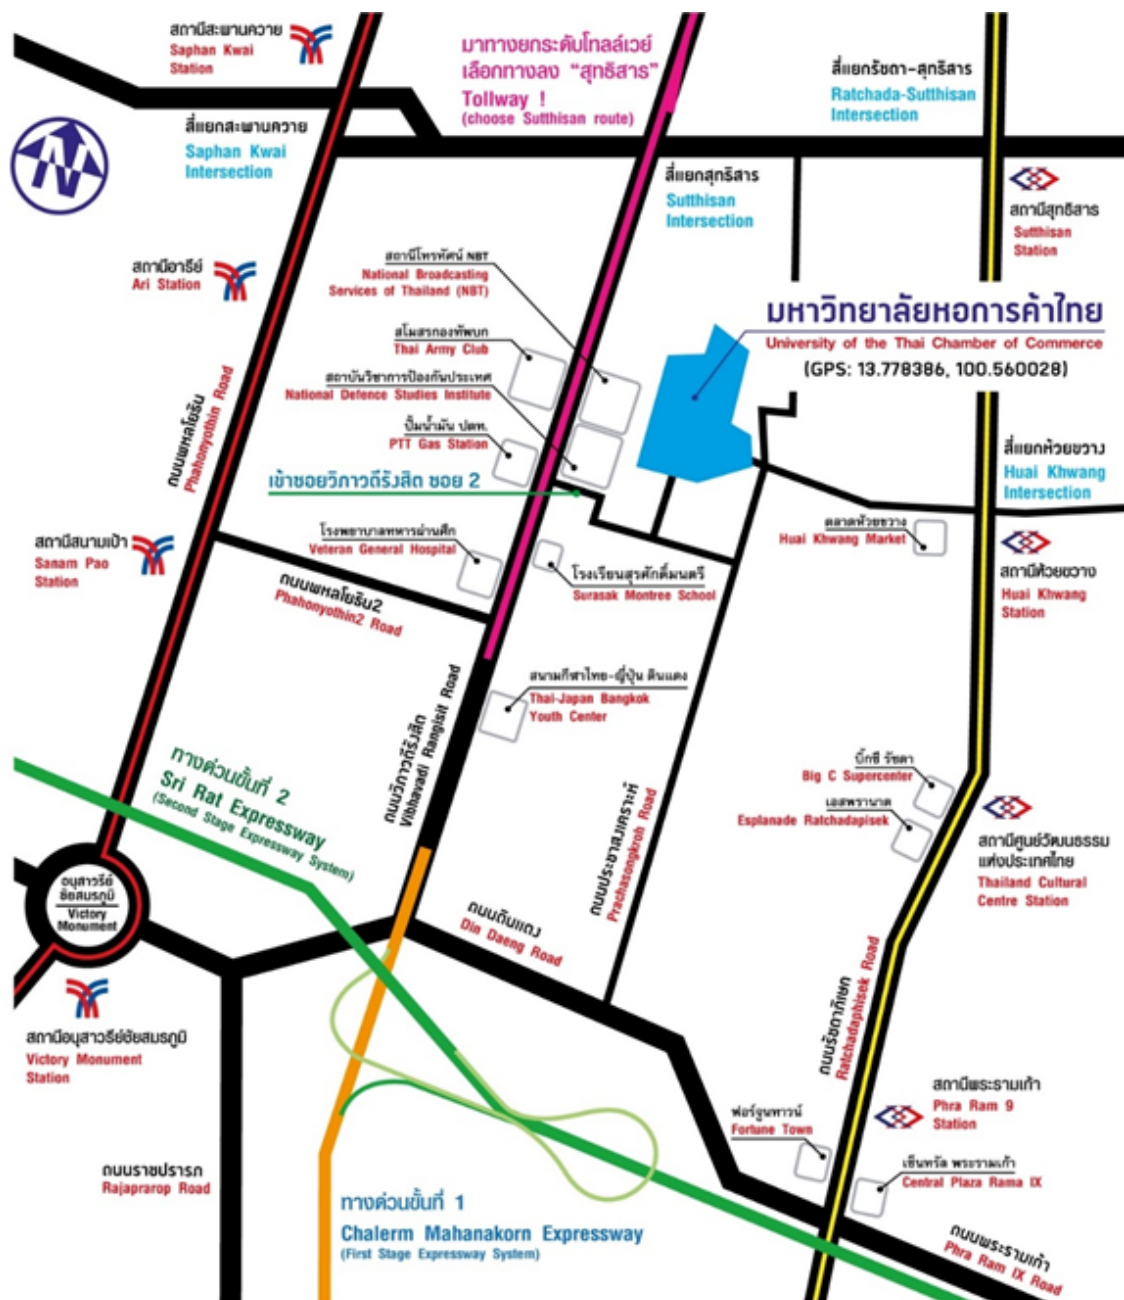 สถานีสะพานควาย
Saphan Kwai
Station
มาทางยกระดับโทลล์เวย์
เลือกทางลง “สุทธิสาร”
Tollway !
(choose Sutthisan route)
สี่แยกรัชดา-สุทธิสาร
Ratchada-Sutthisan
Intersection
สี่แยกสะพานควาย
Saphan Kwai
Intersection
N
สี่แยกสุทธิสาร
Sutthisan
Intersection
สถานีสุทธิสาร
Sutthisan
Station
สถานีอารีย์
Ari Station
สถานีโทรทัศน์ NBT
National Broadcasting
Services of Thailand (NBT)
มหาวิทยาลัยหอการค้าไทย
University of the Thai Chamber of Commerce
(GPS: 13.778386, 100.560028)
สโมสรกองทัพบก
Thai Army Club
สถาบันวิชาการป้องกันประเทศ
National Defence Studies Institute
ปั๊มน้ำมัน ปตท.
PTT Gas Station
ถนนพหลโยธิน
Phahonyothin Road
เข้าซอยวิภาวดีรังสิต ซอย 2
สี่แยกห้วยขวาง
Huai Khwang
Intersection
ตลาดห้วยขวาง
Huai Khwang Market
สถานีสนามเป้า
Sanam Pao
Station
โรงพยาบาลทหารผ่านศึก
Veteran General Hospital
โรงเรียนสุรศักดิ์มนตรี
Surasak Montree School
สถานีห้วยขวาง
Huai Khwang
Station
ถนนพหลโยธิน2
Phahonyothin2 Road
สนามกีฬาไทย-ญี่ปุ่น ดินแดง
Thai-Japan Bangkok
Youth Center
ถนนวิภาวดีรังสิต
Vibhavadi Rangisit Road
ทางด่วนขั้นที่ 2
Sri Rat Expressway
(Second Stage Expressway System)
บิ๊กซี รัชดา
Big C Supercenter
เอสพรานาด
Esplanade Ratchadapisek
ถนนประชาสงเคราะห์
Prachasongkroh Road
สถานีศูนย์วัฒนธรรม
แห่งประเทศไทย
Thailand Cultural
Centre Station
อนุสาวรีย์
ชัยสมรภูมิ
Victory
Monument
ถนนดินแดง
Din Daeng Road
ถนนรัชดาภิเษก
Ratchadaphisek Road
สถานีอนุสาวรีย์ชัยสมรภูมิ
Victory Monument
Station
สถานีพระรามเก้า
Phra Ram 9
Station
ฟอร์จูนทาวน์
Fortune Town
ถนนราชปรารภ
Rajaprarop Road
เซ็นทรัล พระรามเก้า
Central Plaza Rama IX
ทางด่วนขั้นที่ 1
Chalerm Mahanakorn Expressway
(First Stage Expressway System)
ถนนพระรามเก้า
Phra Ram IX Road